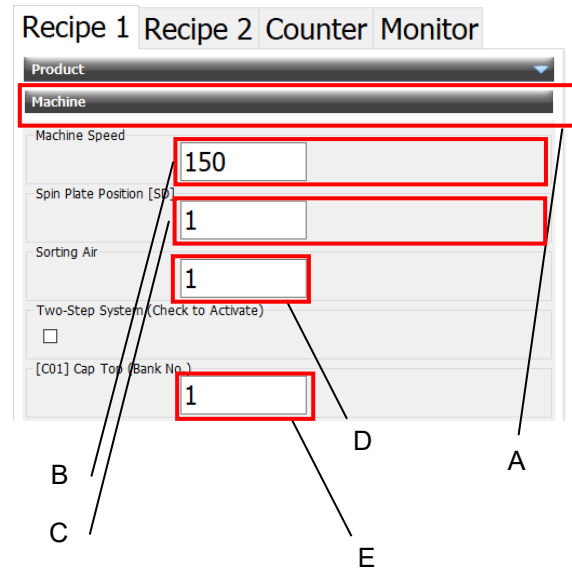 Recipe 1 Recipe 2 Counter Monitor
Product
Machine
Machine Speed
150
Spin Plate Position [SD]
1
Sorting Air
1
Two-Step System (Check to Activate)
[C01] Cap Top (Bank No.)
1
D
A
B
C
E